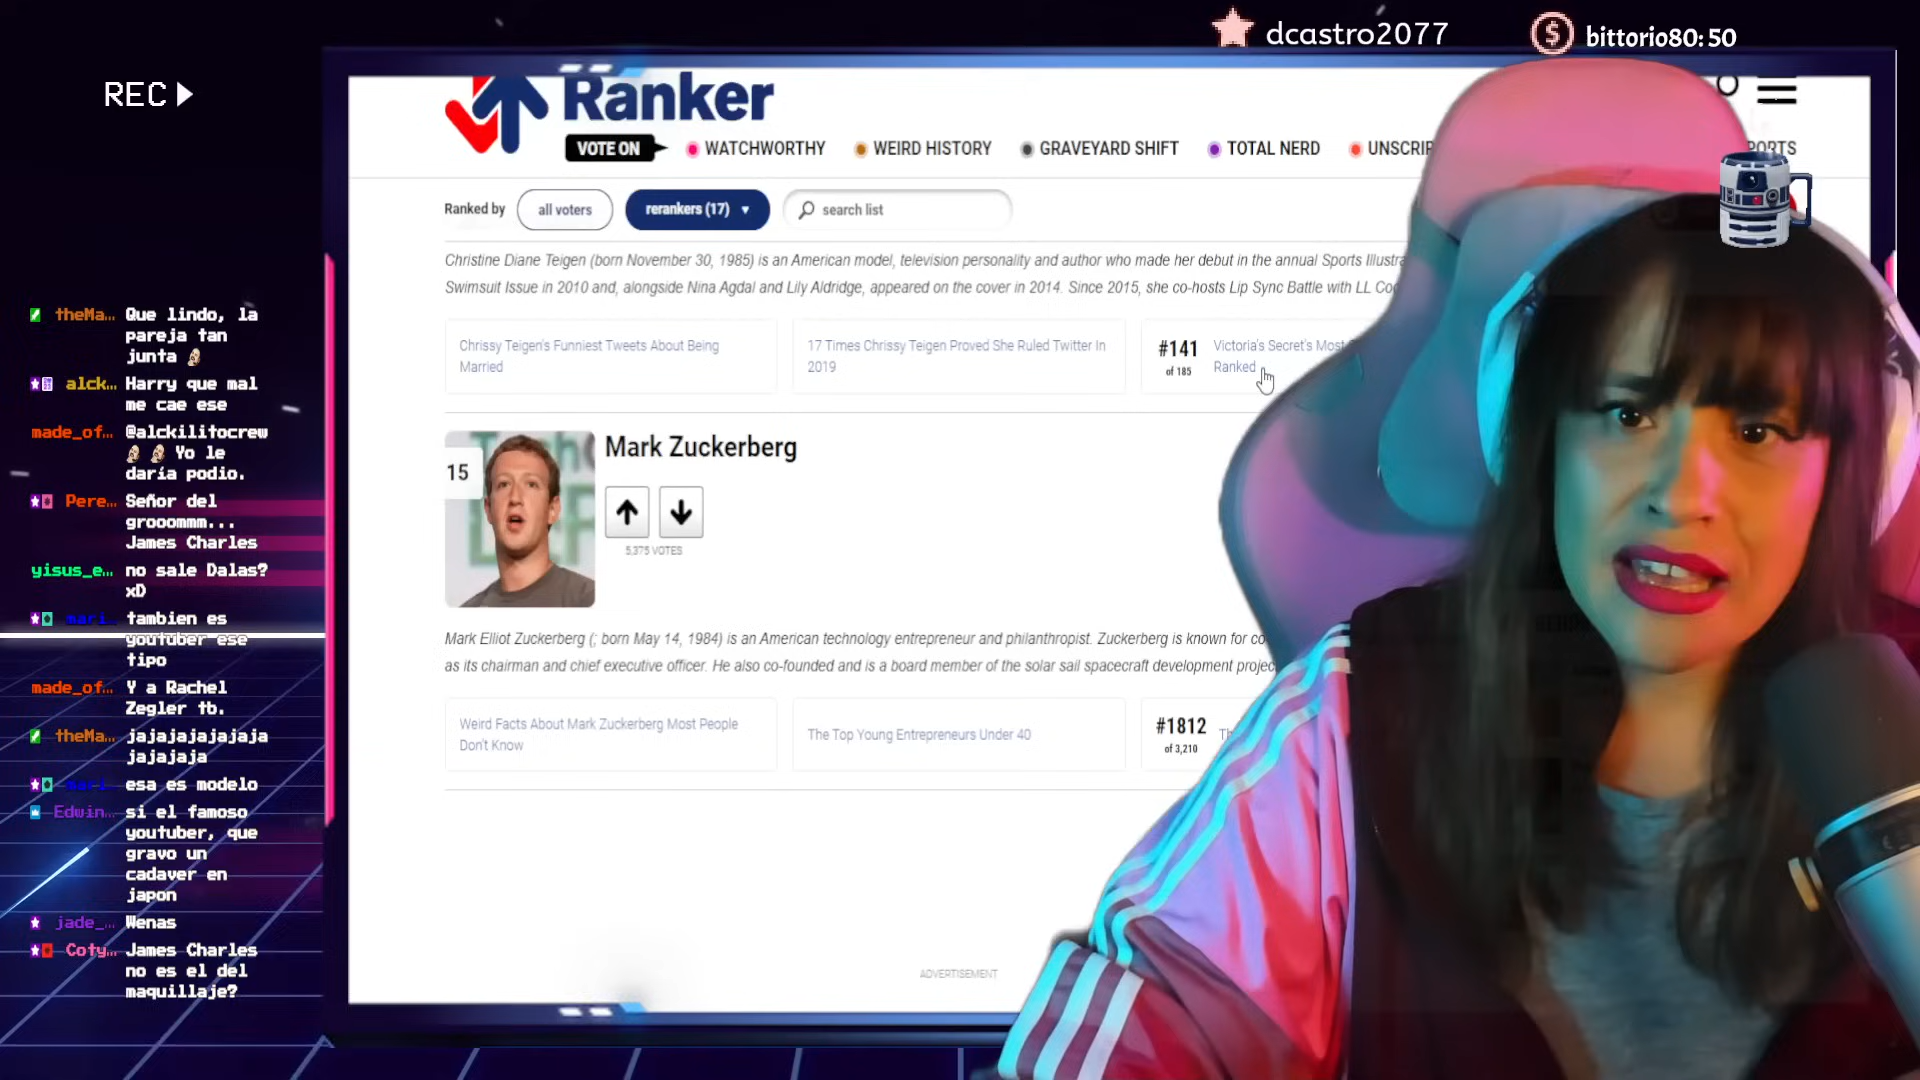 dcastro2077
bittorio80: 50
REC
Ranker
VOTE ON
WATCHWORTHY
WEIRD HISTORY
GRAVEYARD SHIFT
TOTAL NERD
Ranked by
all voters
rerankers (17)
search list
Christine Diane Teigen (born November 30, 1985) is an American model, television personality and author who made her debut in the annual Sports
Swimsuit Issue in 2010 and, alongside Nina Agdal and Lily Aldridge, appeared on the cover in 2014. Since 2015, she co-hosts Lip Sync Battle with LL
Chrissy Teigen's Funniest Tweets About Being
Married
17 Times Chrissy Teigen Proved She Ruled Twitter In
2019
#141
of 185
Victoria's Secret's Most
Ranked
15
Mark Zuckerberg
5,375 VOTES
Mark Elliot Zuckerberg (; born May 14, 1984) is an American technology entrepreneur and philanthropist. Zuckerberg is known for
as its chairman and chief executive officer. He also co-founded and is a board member of the solar sail spacecraft development
Weird Facts About Mark Zuckerberg Most People
Don't Know
The Top Young Entrepreneurs Under 40
#1812
of 3,210
ADVERTISEMENT
theMa... Que lindo, la
pareja tan
junta
alck... Harry que mal
me cae ese
made_of... @alckilitocrew
Yo le
daría podio.
Pere... Señor del
grooommm...
James Charles
yisus_e... no sale Dalas?
xD
mari... tambien es
youtuber ese
tipo
made_of... Y a Rachel
Zegler tb.
theMa... jajajajajajaja
jajajaja
mari... esa es modelo
Edwin... si el famoso
youtuber, que
gravo un
cadaver en
japon
jade_... Wenas
Coty... James Charles
no es el del
maquillaje?